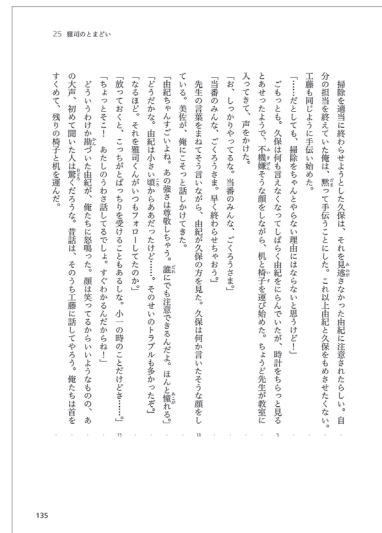 25 雅司のとまどい
掃除を適当に終わらせようとした久保は、それを見逃さなかった由紀に注意されたらしい。自
分の担当を終えていた俺は、黙って手伝うことにした。これ以上由紀と久保をもめさせたくない。
工藤も同じように手伝い始めた。
「……だとしても、掃除をちゃんとやらない理由にはならないと思うけど！」
ごもっとも。久保は何も言えなくなってしばらく由紀をにらんでいたが、時計をちらっと見る
とあせったようで、不機嫌そうな顔をしながら、机と椅子を運び始めた。ちょうど先生が教室に
入ってきて、声をかけた。
「お、しっかりやってるな。当番のみんな、ごくろうさま。」
「当番のみんな、ごくろうさま。早く終わらせちゃおう。」
先生の言葉をまねてそう言いながら、由紀が久保の方を見た。久保は何か言いたそうな顔をし
ている。美佐が、俺にこそっと話しかけてきた。
「由紀ちゃんすごいよね。あの強さは尊敬しちゃう。誰にでも注意できるんだよ。ほんと憧れる。」
「どうだかな。由紀は小さい頃からああだったけど……。そのせいのトラブルも多かったぞ。」
「なるほど。それを雅司くんがいつもフォローしてたのか。」
「放っておくと、こっちがとばっちりを受けることもあるしな。小一の時のことだけどさ……。」
「ちょっとそこ！　あたしのうわさ話してるでしょ。すぐわかるんだからね！」
どういうわけか勘づいた由紀が、俺たちに怒鳴った。顔は笑ってるからいいようなものの、あ
の大声、初めて聞いた人は驚くだろうな。昔話は、そのうち工藤に話してやろう。俺たちは首を
すくめて、残りの椅子と机を運んだ。
5
10
15
135